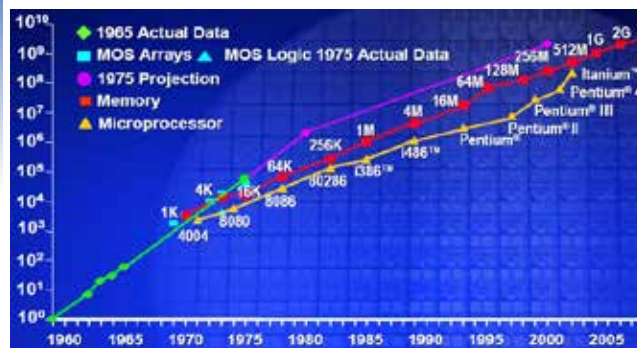 10¹⁰
10⁹
10⁸
10⁷
10⁶
10⁵
10⁴
10³
10²
10¹
10⁰
1965 Actual Data
MOS Arrays MOS Logic 1975 Actual Data
1975 Projection
Memory
Microprocessor
1K
4K
16K
64K
256K
1M
4M
16M
64M
128M
256M
512M
1G
2G
4004
8080
8086
80286
i386™
i486™
Pentium®
Pentium® II
Pentium® III
Pentium®
Itanium™
1960 1965 1970 1975 1980 1985 1990 1995 2000 2005